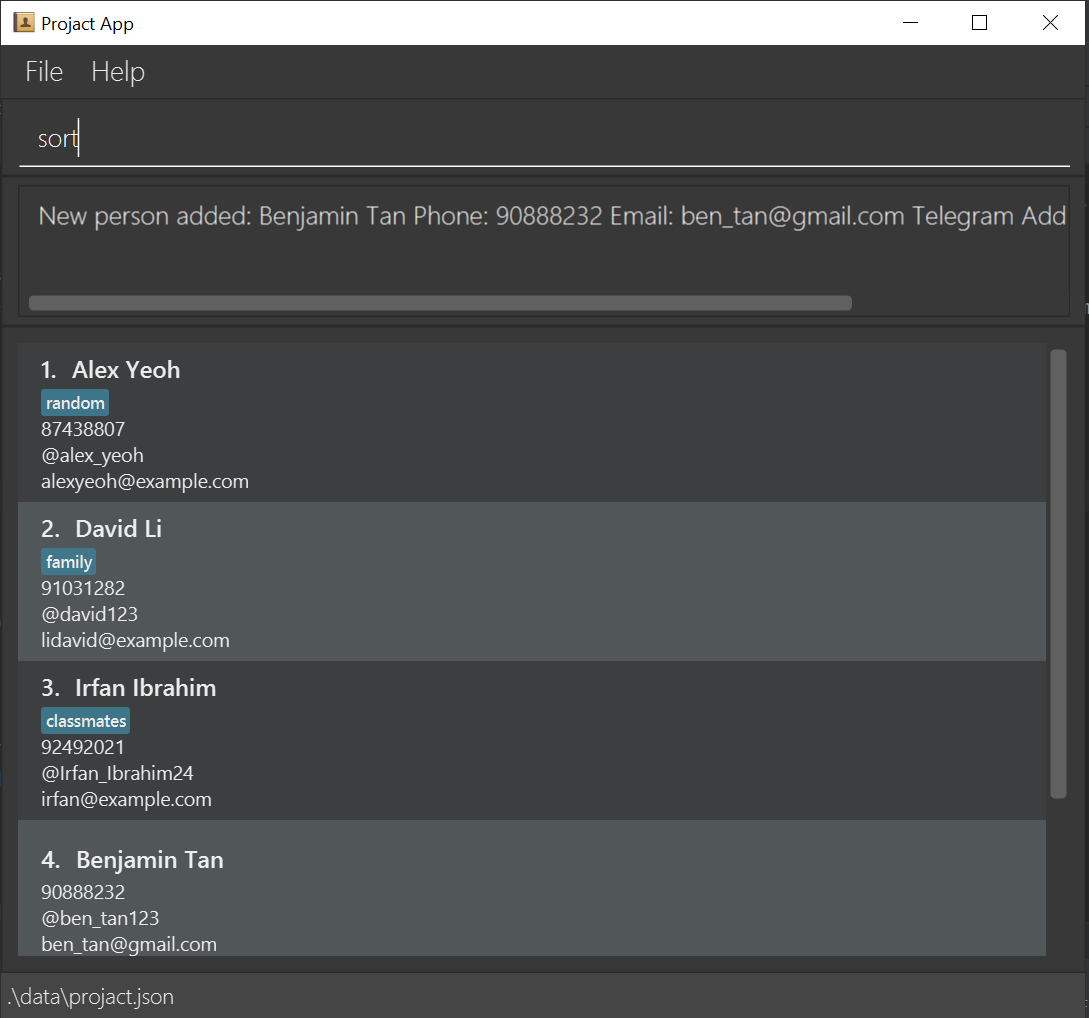 Projact App
File Help
sort
New person added: Benjamin Tan Phone: 90888232 Email: ben_tan@gmail.com Telegram Add
1. Alex Yeoh
random
87438807
@alex_yeoh
alexyeoh@example.com
2. David Li
family
91031282
@david123
lidavid@example.com
3. Irfan Ibrahim
classmates
92492021
@Irfan_Ibrahim24
irfan@example.com
4. Benjamin Tan
90888232
@ben_tan123
ben_tan@gmail.com
.\data\projact.json